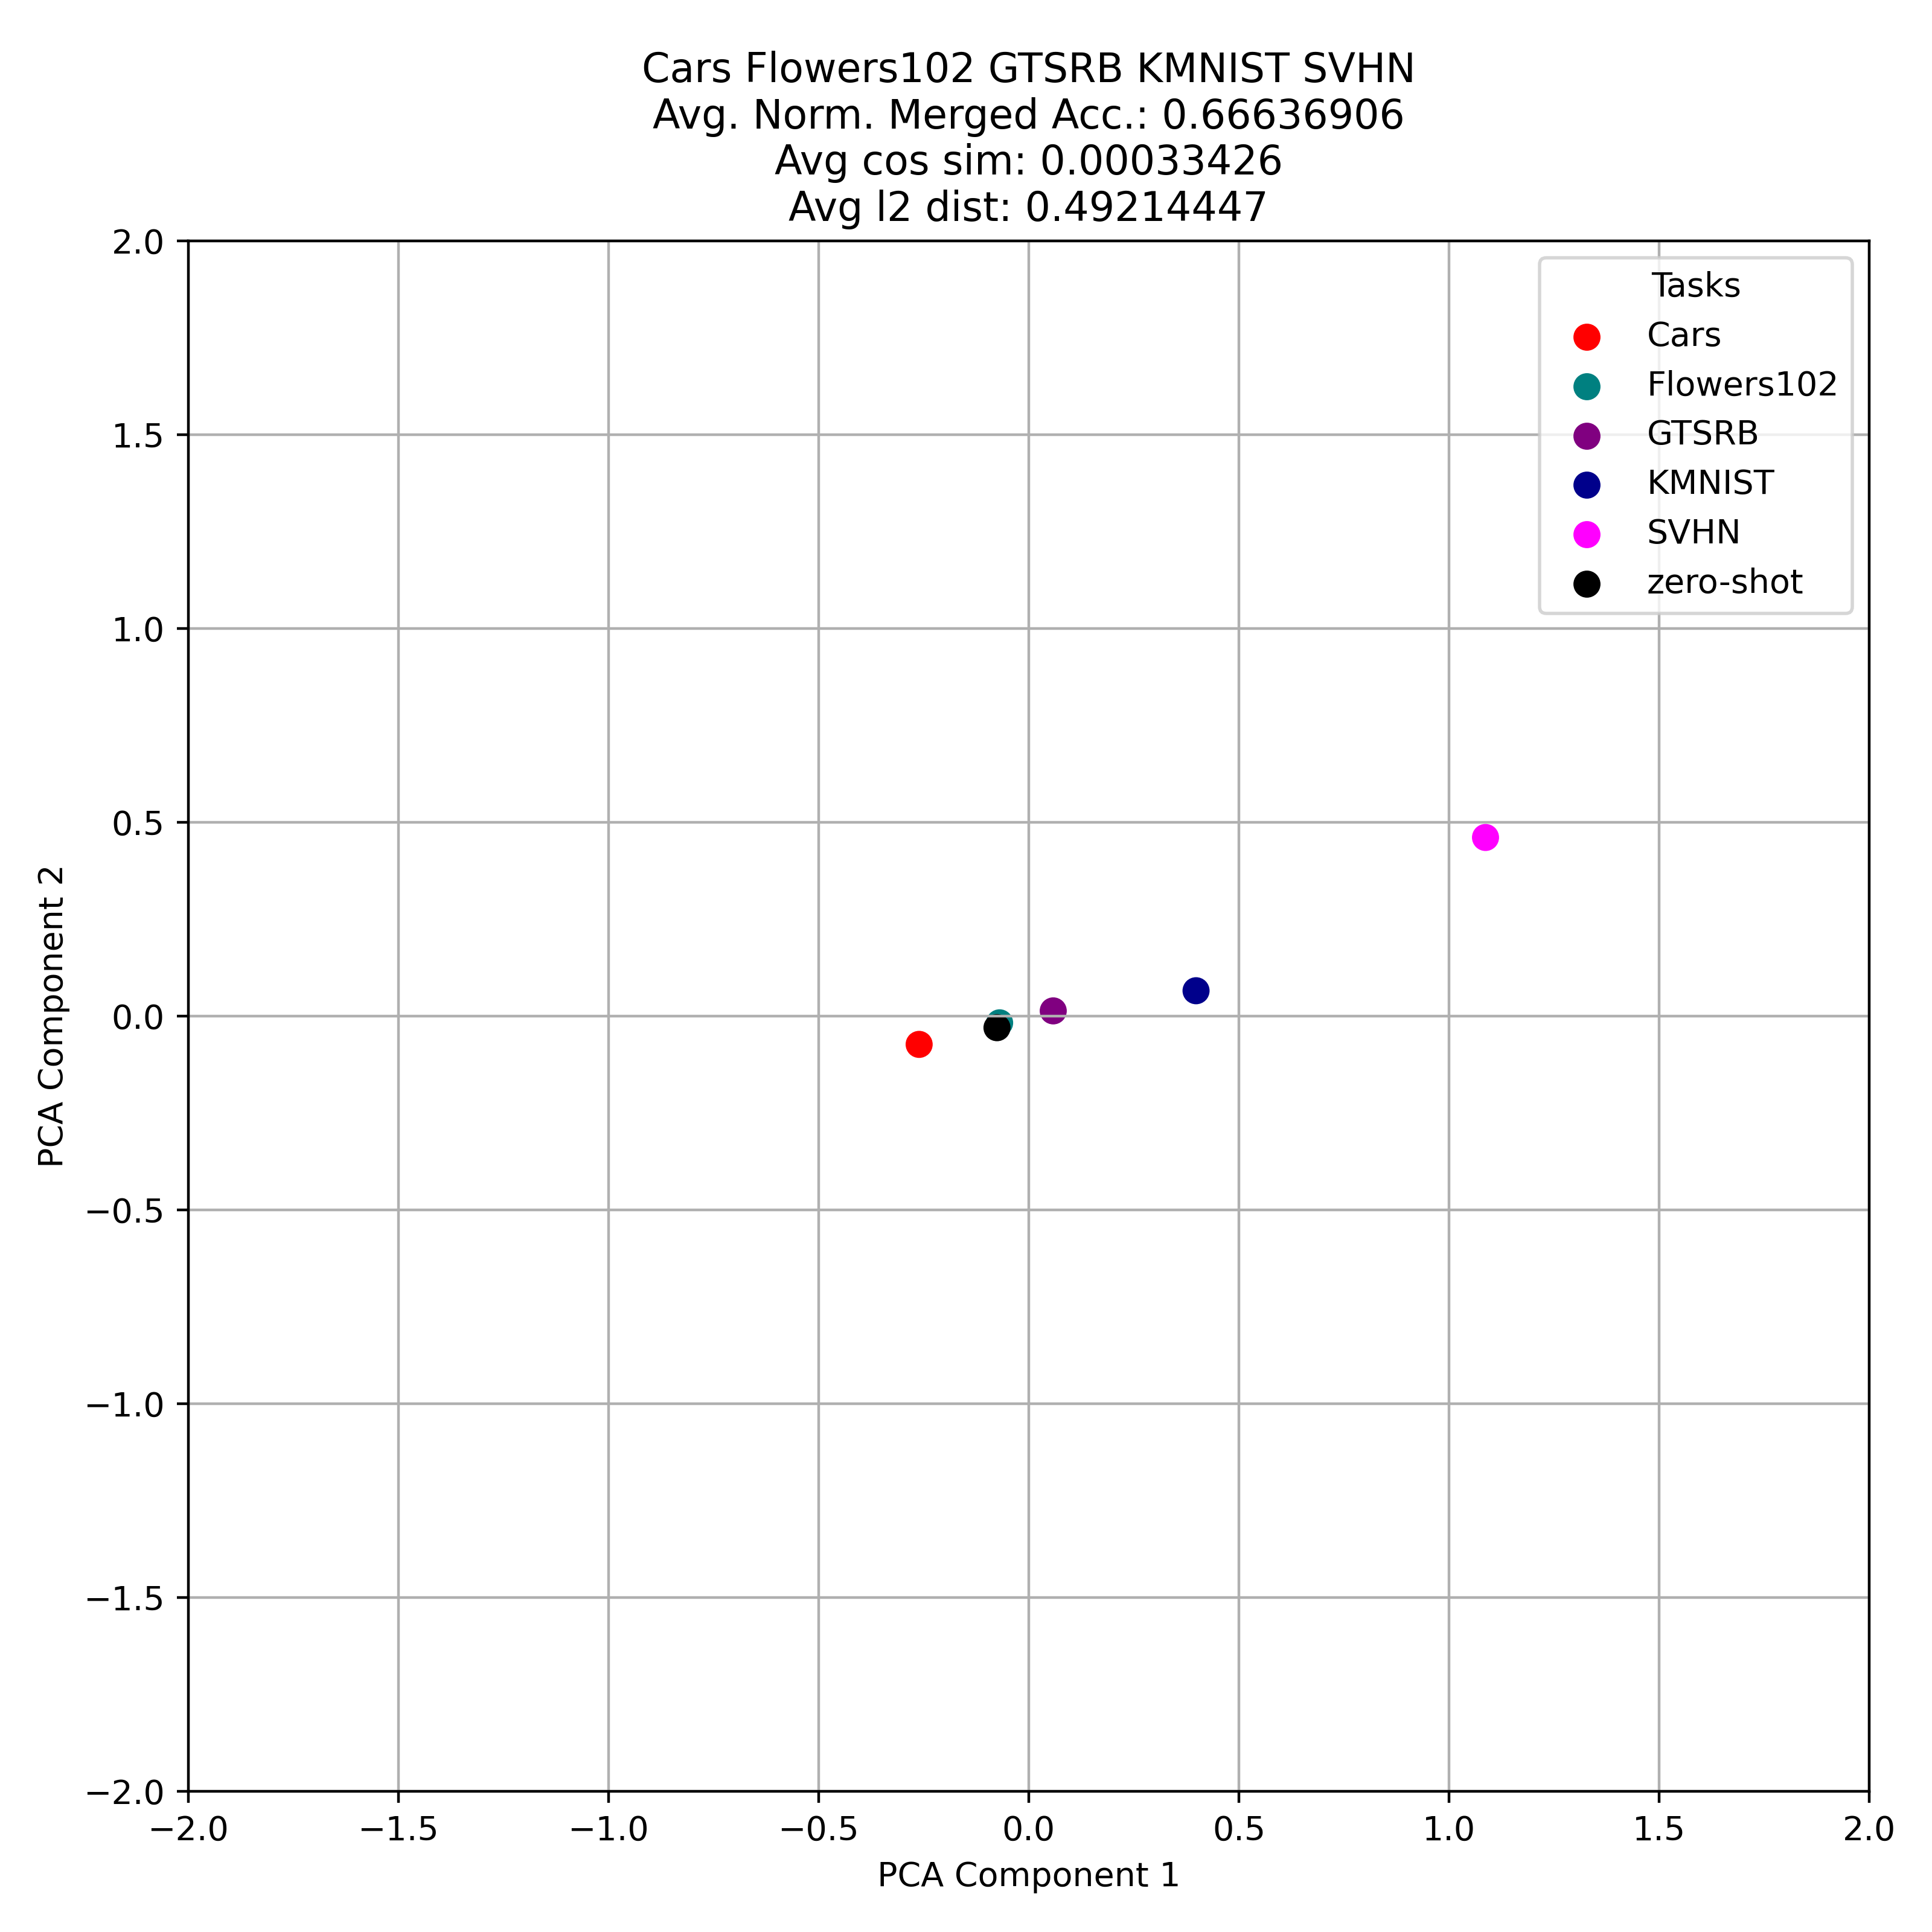 Cars Flowers102 GTSRB KMNIST SVHN
Avg. Norm. Merged Acc.: 0.66636906
Avg cos sim: 0.00033426
Avg l2 dist: 0.49214447
Tasks
Cars
Flowers102
GTSRB
KMNIST
SVHN
zero-shot
PCA Component 2
2.0
1.5
1.0
0.5
0.0
−0.5
−1.0
−1.5
−2.0
−2.0 −1.5 −1.0 −0.5 0.0 0.5 1.0 1.5 2.0
PCA Component 1